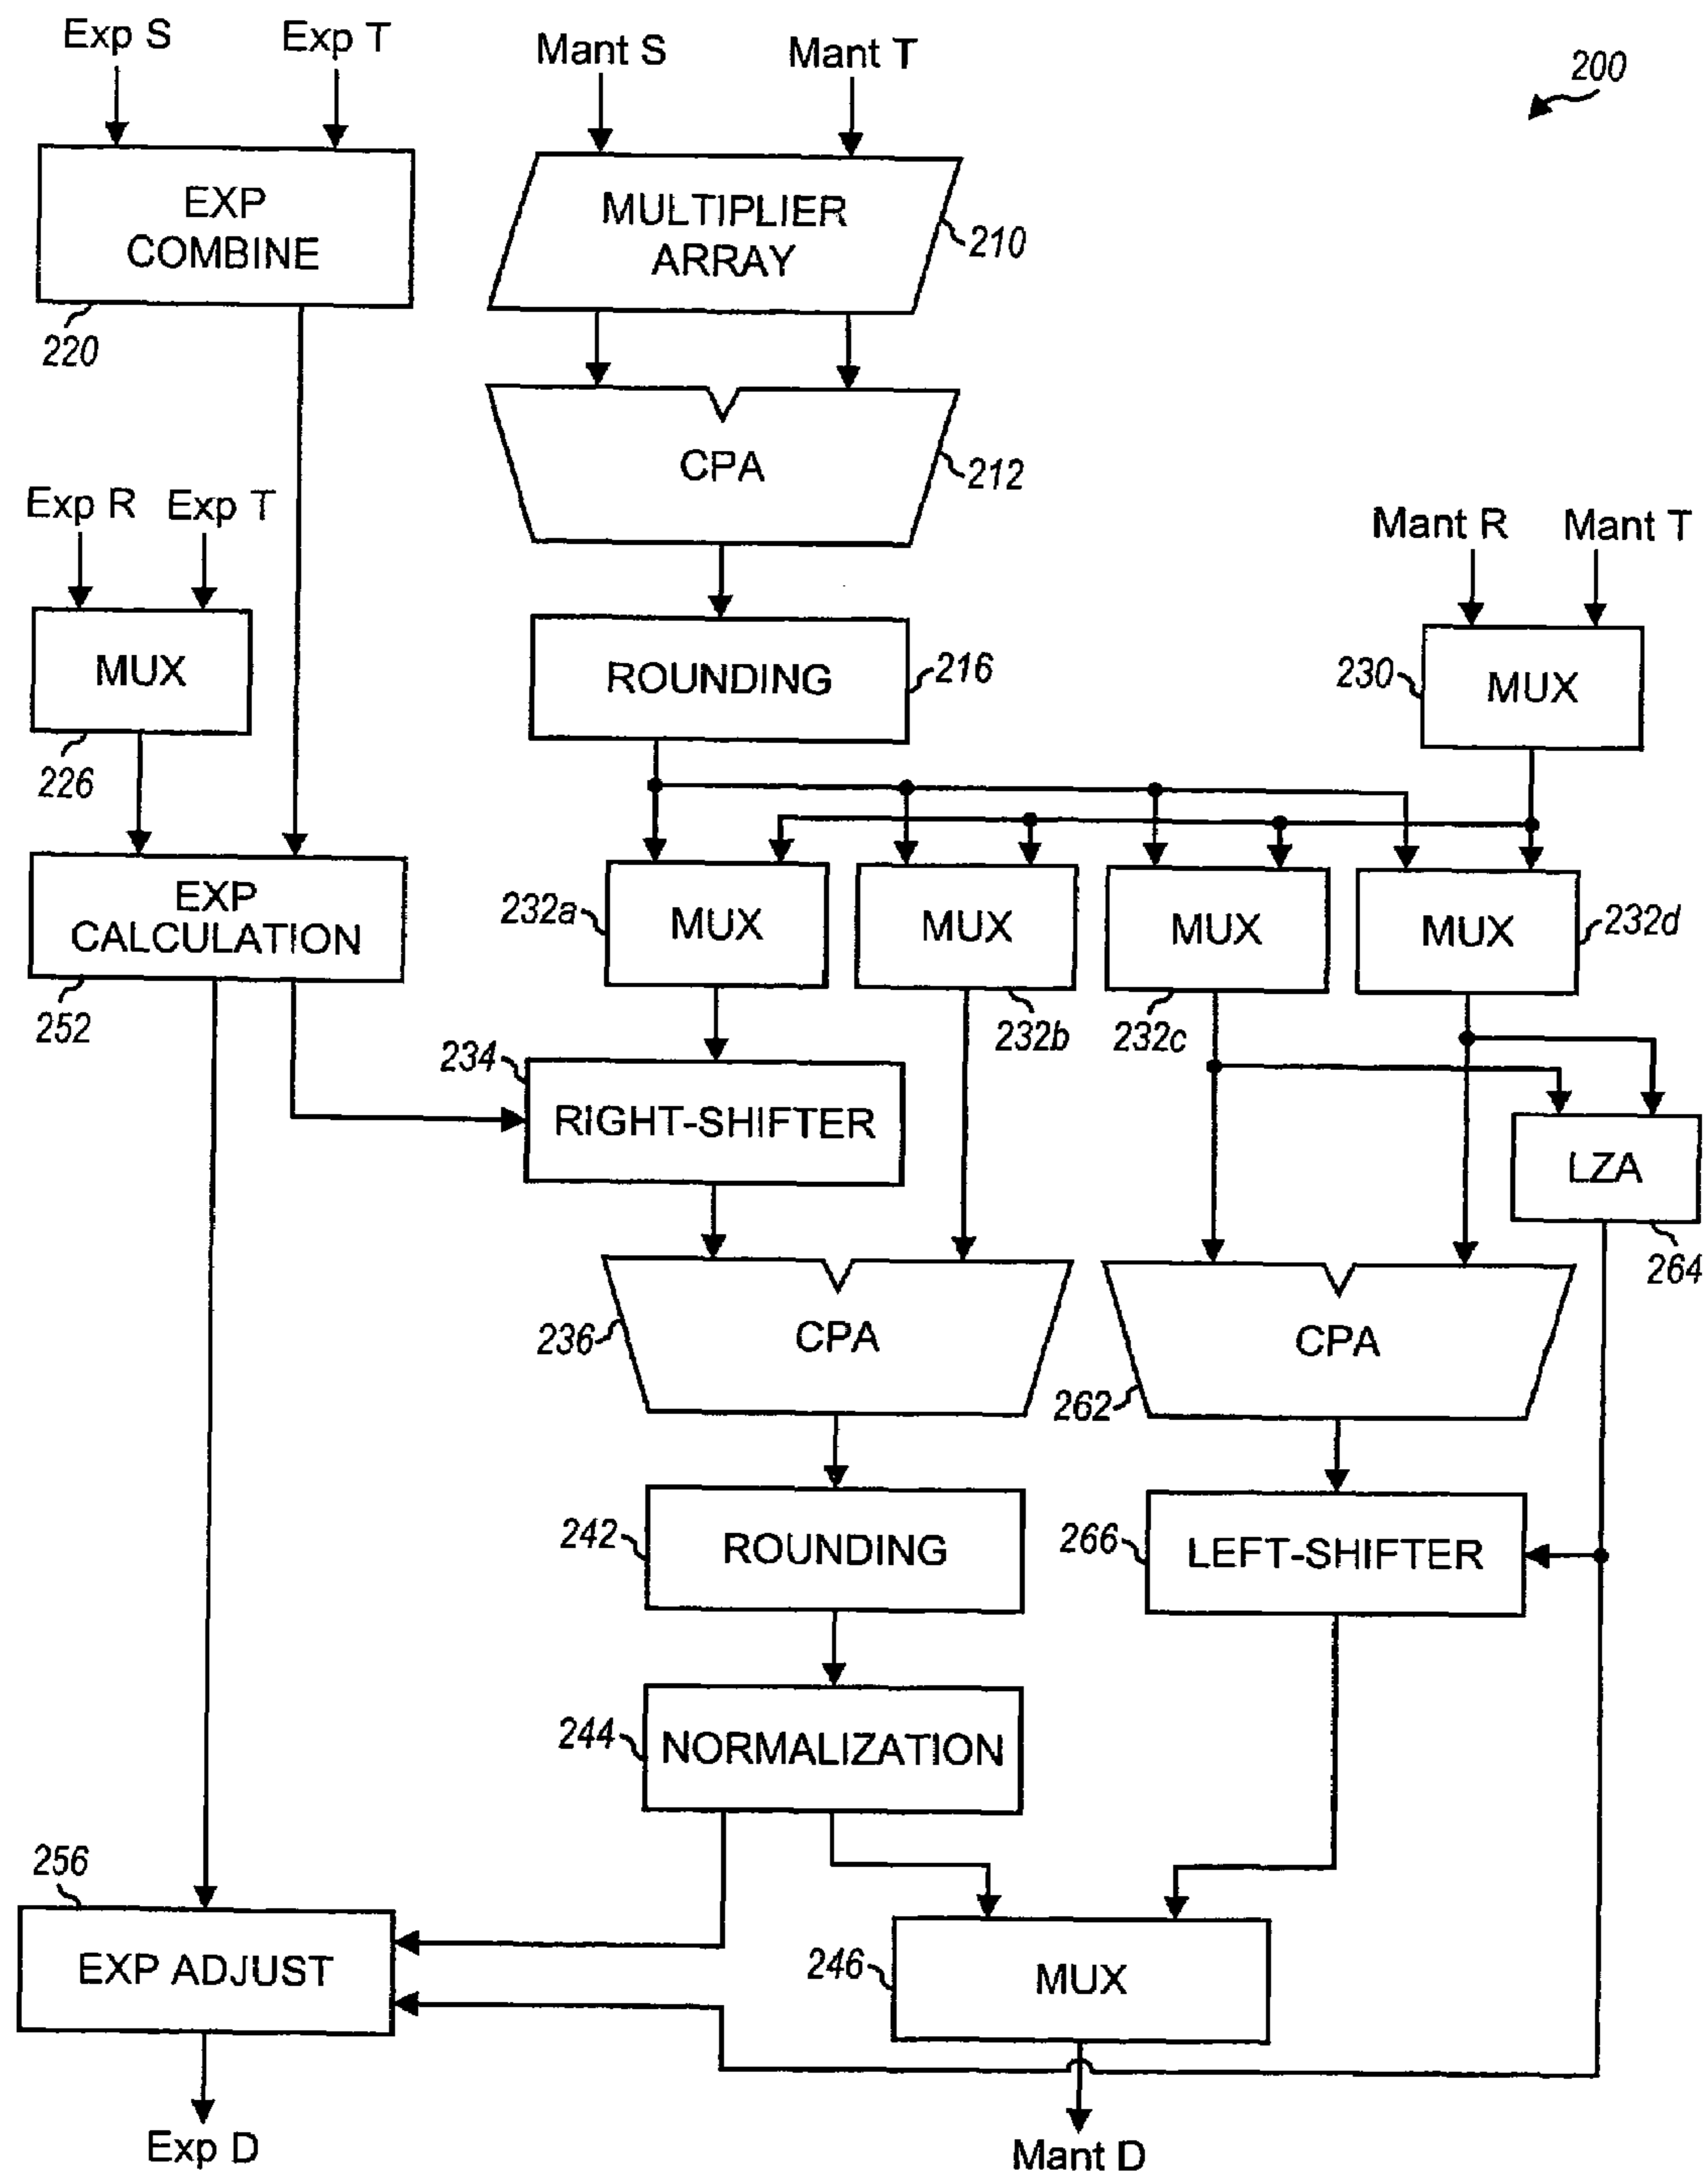 Exp S
Exp T
Mant S
Mant T
200
EXP
COMBINE
220
MULTIPLIER
ARRAY
210
CPA
212
Exp R
Exp T
MUX
226
ROUNDING
216
Mant R
Mant T
230
MUX
EXP
CALCULATION
252
232a
MUX
MUX
232b
MUX
232c
MUX
232d
234
RIGHT-SHIFTER
LZA
264
236
CPA
262
CPA
242
ROUNDING
266
LEFT-SHIFTER
244
NORMALIZATION
256
EXP ADJUST
246
MUX
Exp D
Mant D